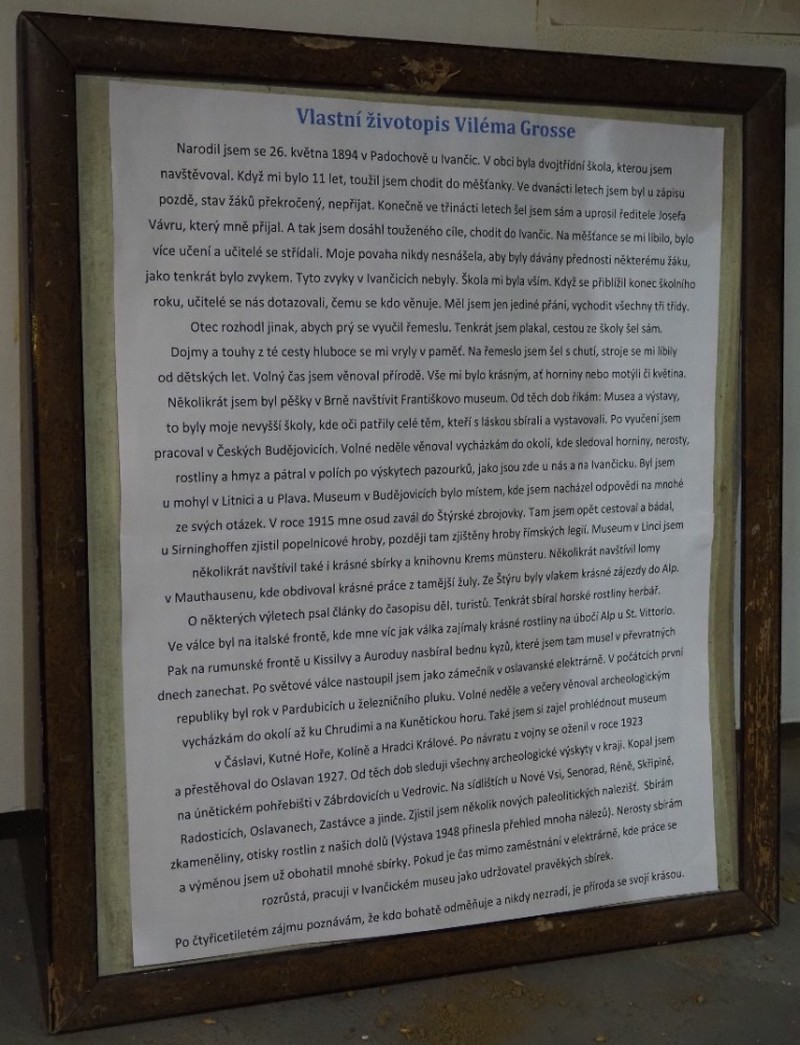 Vlastní životopis Viléma Grosse
Narodil jsem se 26. května 1894 v Padochově u Ivančic. V obci byla dvojtřídní škola, kterou jsem
navštěvoval. Když mi bylo 11 let, toužil jsem chodit do měšťanky. Ve dvanácti letech jsem byl u zápisu
pozdě, stav žáků překročený, nepřijat. Konečně ve třinácti letech šel jsem sám a uprosil ředitele Josefa
Vávru, který mně přijal. A tak jsem dosáhl touženého cíle, chodit do Ivančic. Na měšťance se mi líbilo, bylo
více učení a učitelé se střídali. Moje povaha nikdy nesnášela, aby byly dávány přednosti některému žáku,
jako tenkrát bylo zvykem. Tyto zvyky v Ivančicích nebyly. Škola mi byla vším. Když se přiblížil konec školního
roku, učitelé se nás dotazovali, čemu se kdo věnuje. Měl jsem jen jediné přání, vychodit všechny tři třídy.
Otec rozhodl jinak, abych prý se vyučil řemeslu. Tenkrát jsem plakal, cestou ze školy šel sám.
Dojmy a touhy z té cesty hluboce se mi vryly v paměť. Na řemeslo jsem šel s chutí, stroje se mi líbily
od dětských let. Volný čas jsem věnoval přírodě. Vše mi bylo krásným, ať horniny nebo motýli či květina.
Několikrát jsem byl pěšky v Brně navštívit Františkovo museum. Od těch dob říkám: Musea a výstavy,
to byly moje nevyšší školy, kde oči patřily celé těm, kteří s láskou sbírali a vystavovali. Po vyučení jsem
pracoval v Českých Budějovicích. Volné neděle věnoval vycházkám do okolí, kde sledoval horniny, nerosty,
rostliny a hmyz a pátral v polích po výskytech pazourků, jako jsou zde u nás a na Ivančicku. Byl jsem
u mohyl v Litnici a u Plava. Museum v Budějovicích bylo místem, kde jsem nacházel odpovědi na mnohé
ze svých otázek. V roce 1915 mne osud zavál do Štýrské zbrojovky. Tam jsem opět cestoval a bádal,
u Sirninghoffen zjistil popelnicové hroby, později tam zjištěny hroby římských legií. Museum v Linci jsem
několikrát navštívil také i krásné sbírky a knihovnu Krems münsteru. Několikrát navštívil lomy
v Mauthausenu, kde obdivoval krásné práce z tamější žuly. Ze Štýru byly vlakem krásné zájezdy do Alp.
O některých výletech psal články do časopisu děl. turistů. Tenkrát sbíral horské rostliny herbář.
Ve válce byl na italské frontě, kde mne víc jak válka zajímaly krásné rostliny na úbočí Alp u St. Vittorio.
Pak na rumunské frontě u Kissilvy a Auroduy nasbíral bednu kyzů, které jsem tam musel v převratných
dnech zanechat. Po světové válce nastoupil jsem jako zámečník v oslavanské elektrárně. V počátcích první
republiky byl rok v Pardubicích u železničního pluku. Volné neděle a večery věnoval archeologickým
vycházkám do okolí až ku Chrudimi a na Kunětickou horu. Také jsem si zajel prohlédnout museum
v Čáslavi, Kutné Hoře, Kolíně a Hradci Králové. Po návratu z vojny se oženil v roce 1923
a přestěhoval do Oslavan 1927. Od těch dob sleduji všechny archeologické výskyty v kraji. Kopal jsem
na únětickém pohřebišti v Zábrdovicích u Vedrovic. Na sídlištích u Nové Vsi, Senorad, Réně, Skřipině,
Radosticích, Oslavanech, Zastávce a jinde. Zjistil jsem několik nových paleolitických nalezišť. Sbírám
zkameněliny, otisky rostlin z našich dolů (Výstava 1948 přinesla přehled mnoha nálezů). Nerosty sbírám
a výměnou jsem už obohatil mnohé sbírky. Pokud je čas mimo zaměstnání v elektrárně, kde práce se
rozrůstá, pracuji v Ivančickém museu jako udržovatel pravěkých sbírek.
Po čtyřicetiletém zájmu poznávám, že kdo bohatě odměňuje a nikdy nezradí, je příroda se svojí krásou.